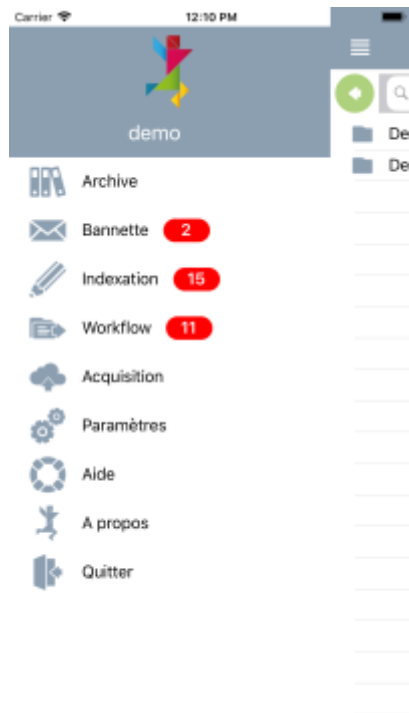 Carrier 12:10 PM
demo
De
De
Archive
Bannette 2
Indexation 15
Workflow 11
Acquisition
Paramètres
Aide
A propos
Quitter